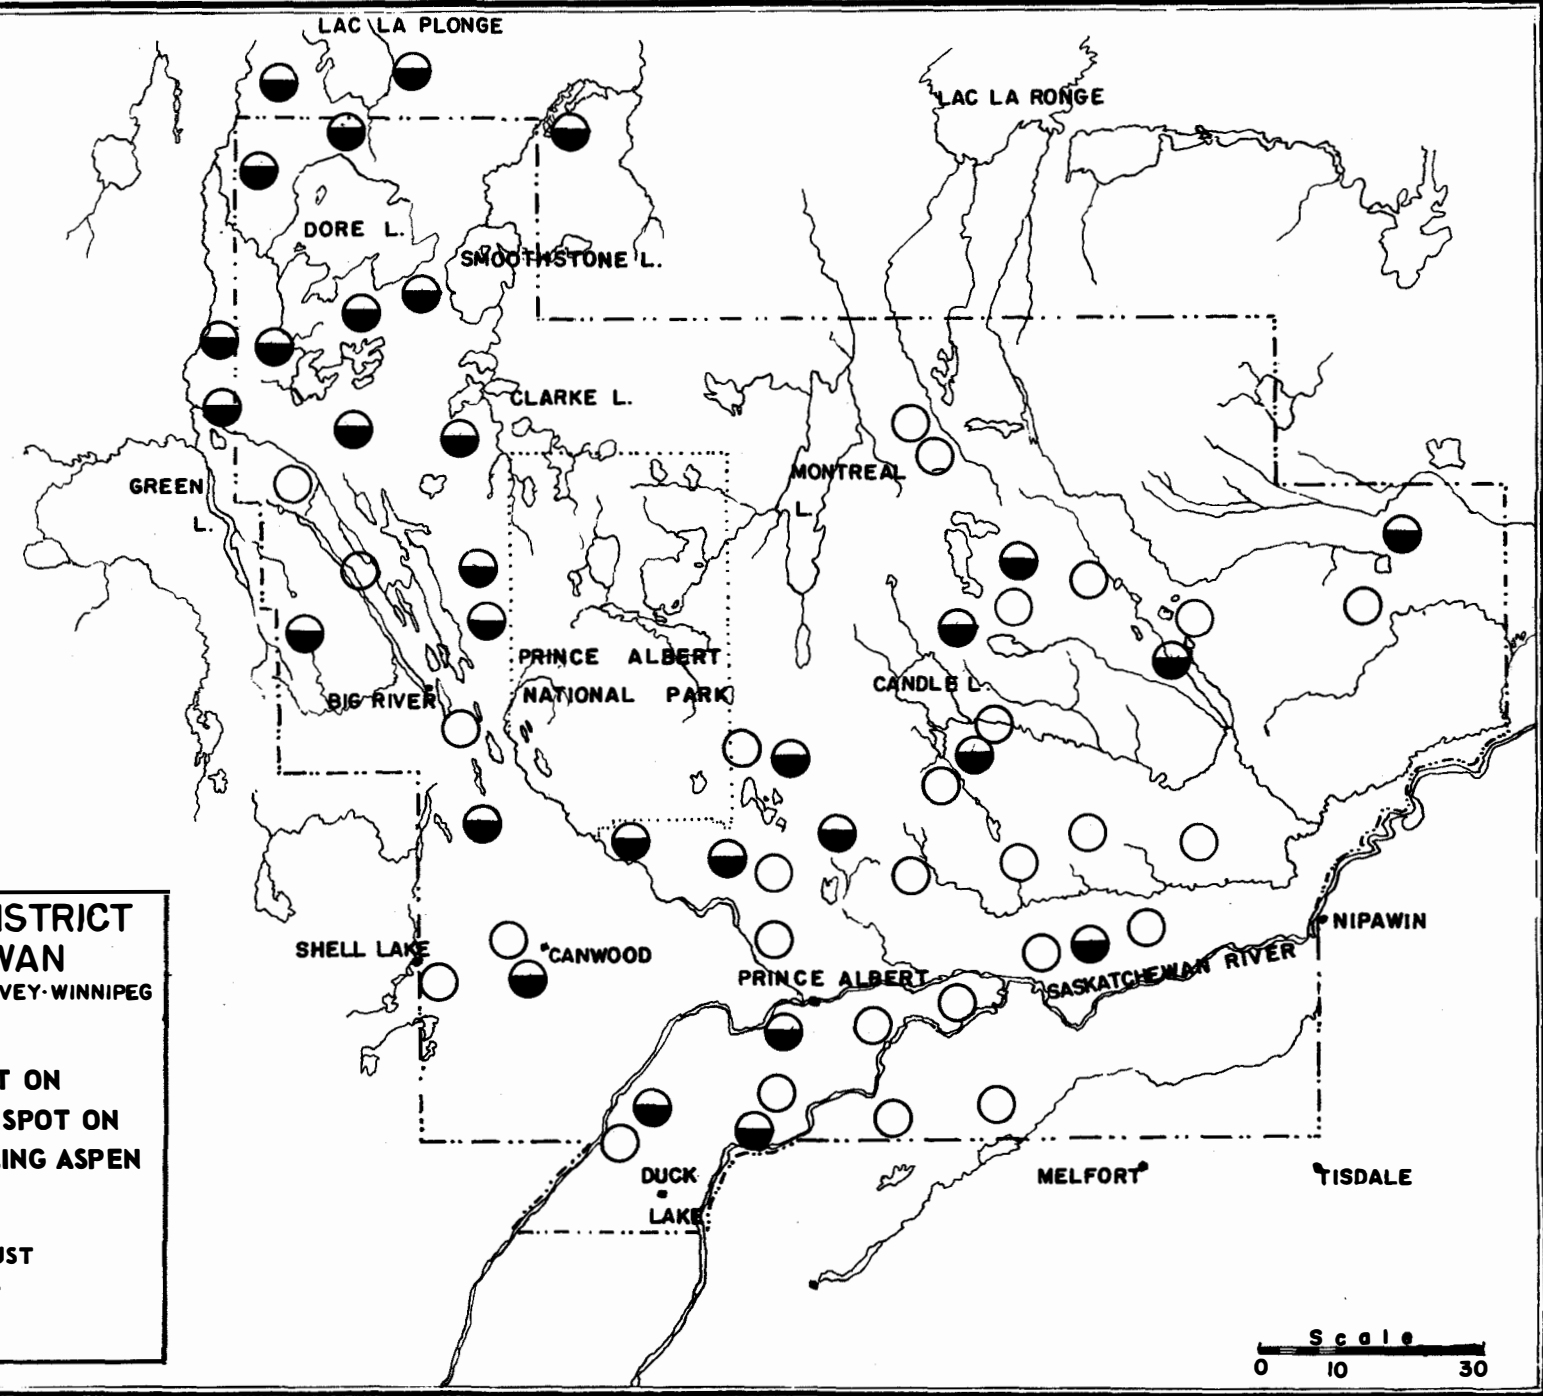 LAC LA PLONGE
LAC LA RONGE
DORE L.
SMOOTHSTONE L.
CLARKE L.
GREEN
L.
MONTREAL
L.
PRINCE ALBERT
NATIONAL PARK
BIG RIVER
CANDLE L.
SHELL LAKE
CANWOOD
PRINCE ALBERT
SASKATCHEWAN RIVER
NIPAWIN
DUCK
LAKE
MELFORT
TISDALE
ISTRICT
WAN
VEY·WINNIPEG
T ON
SPOT ON
LING ASPEN
UST
Scale
0 10 30